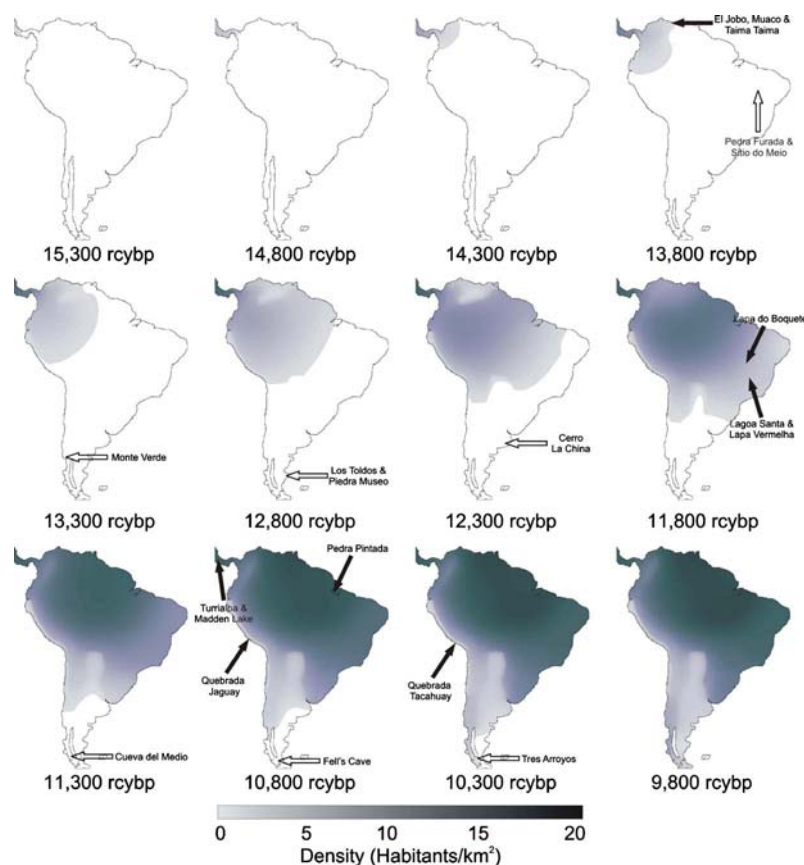 El Jobo, Muaco &
Taima Taima
Pedra Furada &
Sítio do Meio
15,300 rcybp
14,800 rcybp
14,300 rcybp
13,800 rcybp
Lapa do Boquete
Monte Verde
Los Toldos &
Piedra Museo
Cerro
La China
Lagoa Santa &
Lapa Vermelha
13,300 rcybp
12,800 rcybp
12,300 rcybp
11,800 rcybp
Pedra Pintada
Turrialba &
Madden Lake
Quebrada
Jaguay
Quebrada
Tacahuay
Cueva del Medio
Fell's Cave
Tres Arroyos
11,300 rcybp
10,800 rcybp
10,300 rcybp
9,800 rcybp
0 5 10 15 20
Density (Habitants/km²)